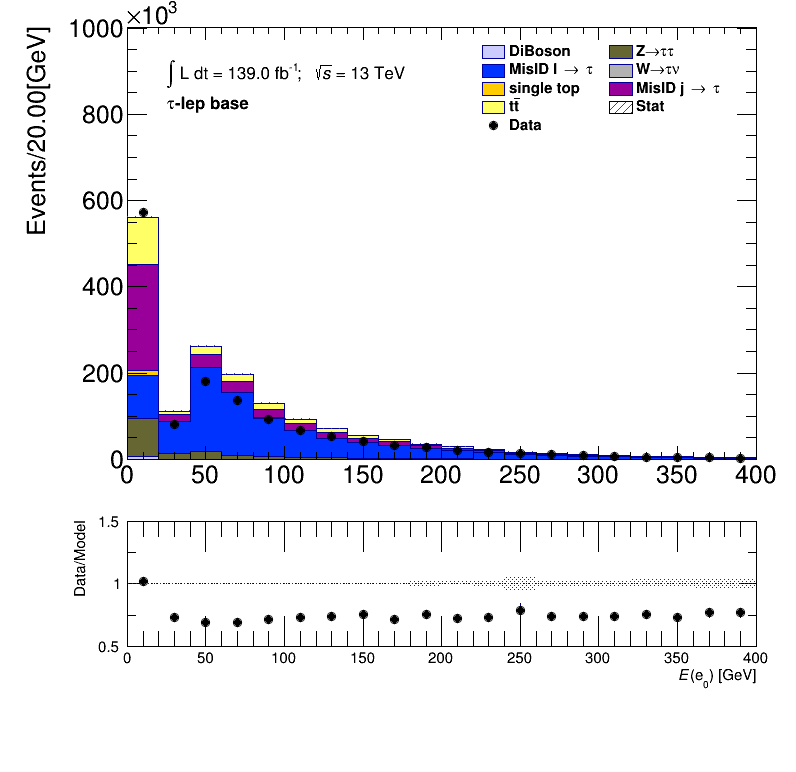 ×10³
1000
800
600
400
200
0
Events/20.00[GeV]
∫ L dt = 139.0 fb⁻¹; √s = 13 TeV
τ-lep base
DiBoson
Z→ττ
MisID l → τ
W→τν
single top
MisID j → τ
tt̄
Stat
Data
0 50 100 150 200 250 300 350 400
Data/Model
1.5
1
0.5
0 50 100 150 200 250 300 350 400
E(e₀) [GeV]